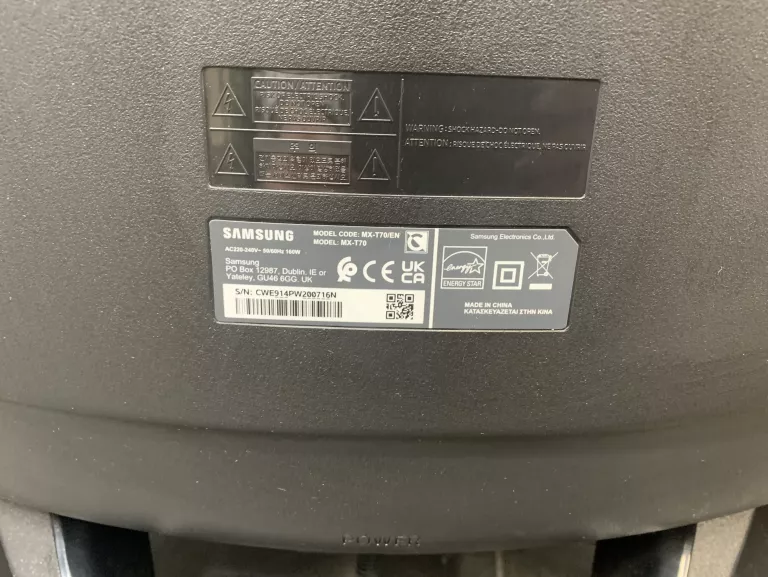 CAUTION/ATTENTION
주 의
WARNING: SHOCK HAZARD-DO NOT OPEN.
ATTENTION: RISQUE DE CHOC ÉLECTRIQUE, NE PAS OUVRIR
SAMSUNG
MODEL CODE: MX-T70/EN
MODEL: MX-T70
AC220-240V~ 50/60Hz 160W
Samsung
PO Box 12987, Dublin. IE or
Yateley, GU46 6GG. UK
CE UK CA
S/N: CWE914PW200716N
Samsung Electronics Co.,Ltd.
energy
ENERGY STAR
MADE IN CHINA
ΚΑΤΑΣΚΕΥΑΖΕΤΑΙ ΣΤΗΝ ΚΙΝΑ
POWER